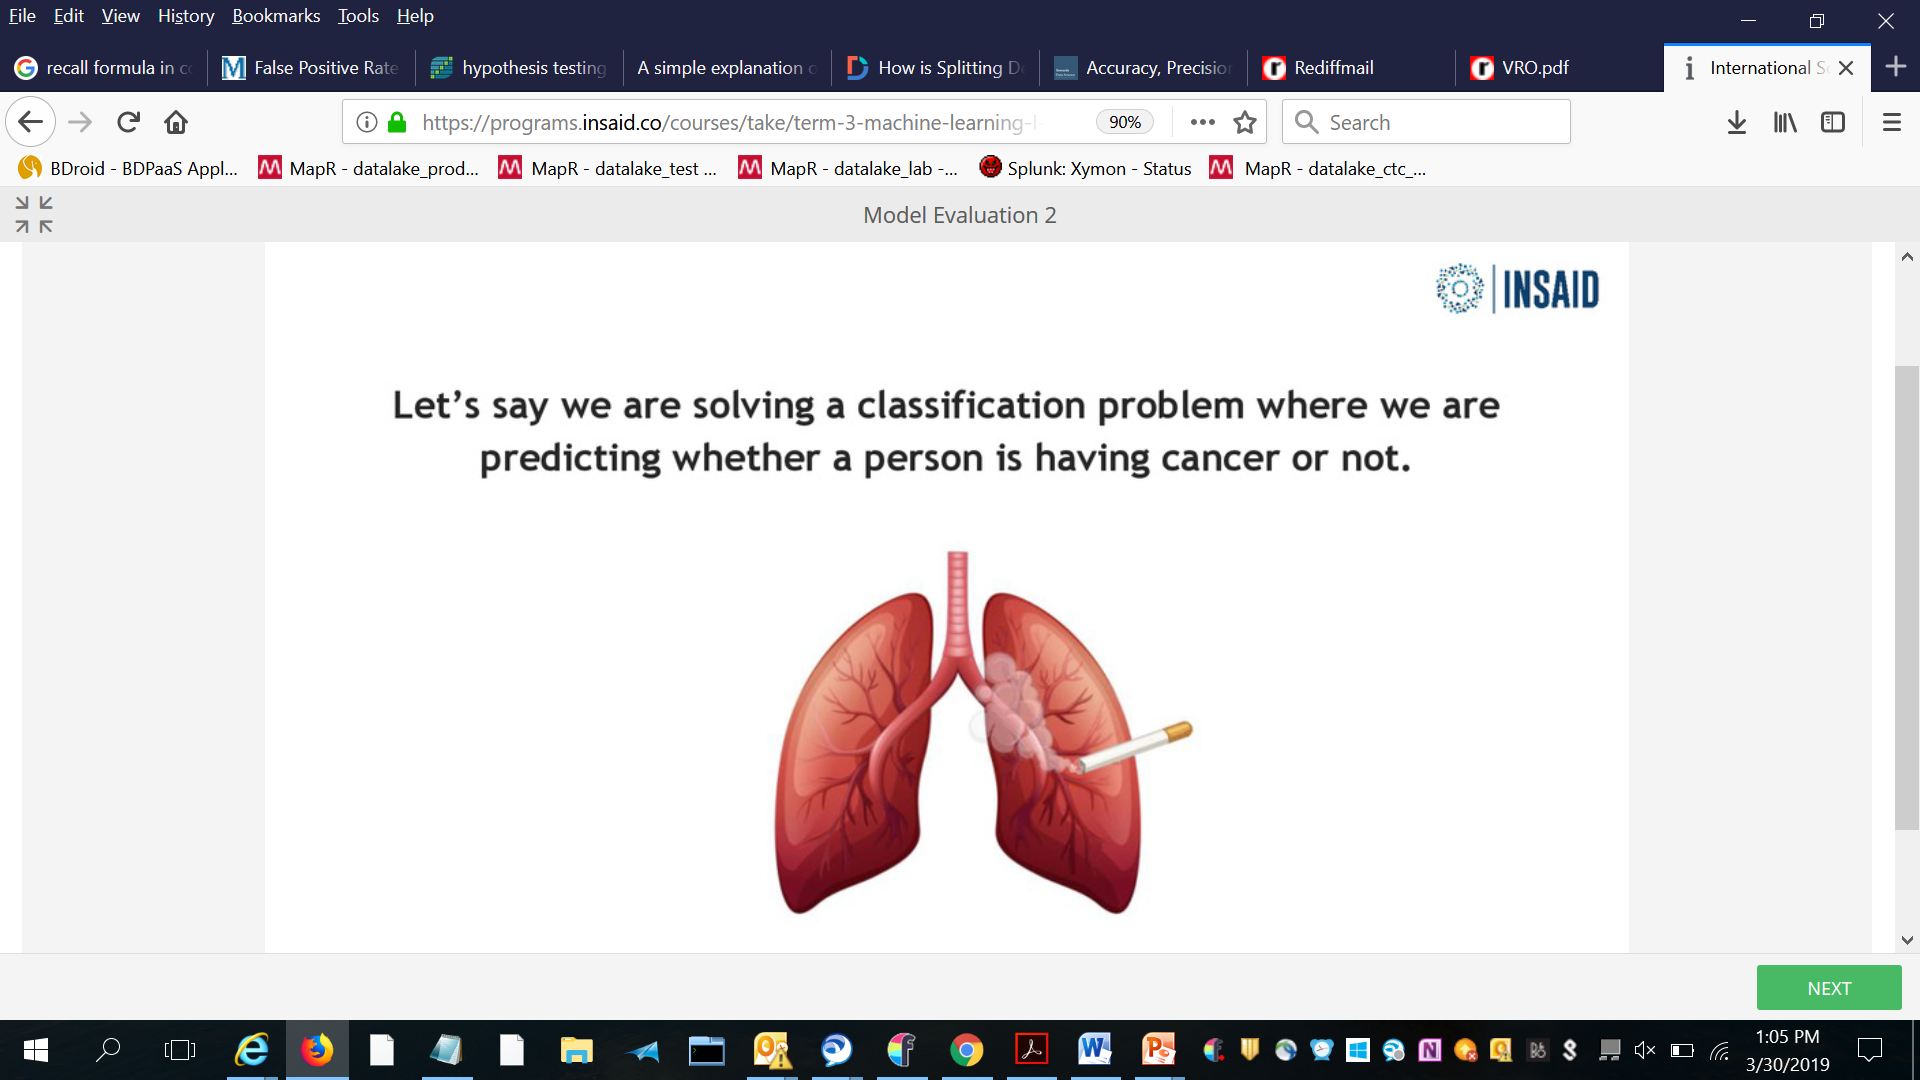 File Edit View History Bookmarks Tools Help
recall formula in False Positive Rate hypothesis testing A simple explanation How is Splitting Accuracy, Precision Rediffmail VRO.pdf International
https://programs.insaid.co/courses/take/term-3-machine-learning- 90% Search
BDroid - BDPaaS Appl... MapR - datalake_prod... MapR - datalake_test ... MapR - datalake_lab -... Splunk: Xymon - Status MapR - datalake_ctc_...
Model Evaluation 2
INSAID
Let's say we are solving a classification problem where we are
predicting whether a person is having cancer or not.
NEXT
1:05 PM
3/30/2019